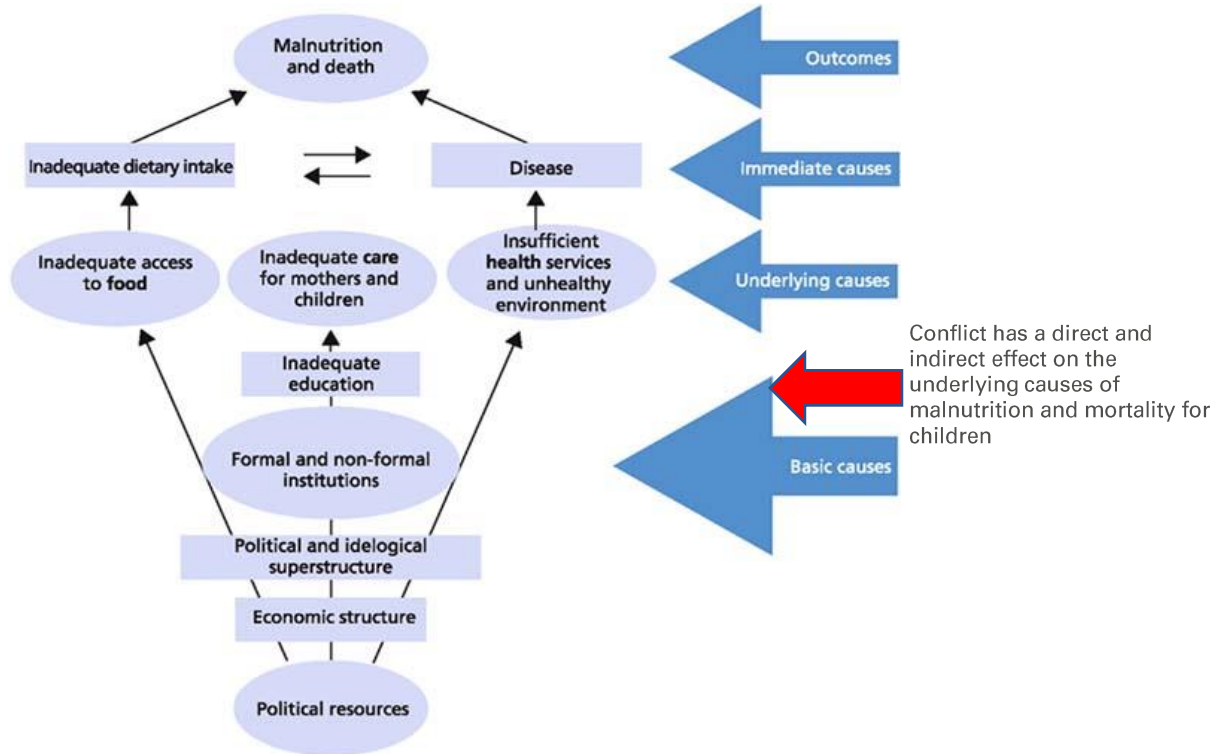 Malnutrition
and death
Outcomes
Inadequate dietary intake
Disease
Immediate causes
Inadequate access
to food
Inadequate care
for mothers and
children
Insufficient
health services
and unhealthy
environment
Underlying causes
Conflict has a direct and
indirect effect on the
underlying causes of
malnutrition and mortality for
children
Inadequate
education
Formal and non-formal
institutions
Basic causes
Political and idelogical
superstructure
Economic structure
Political resources